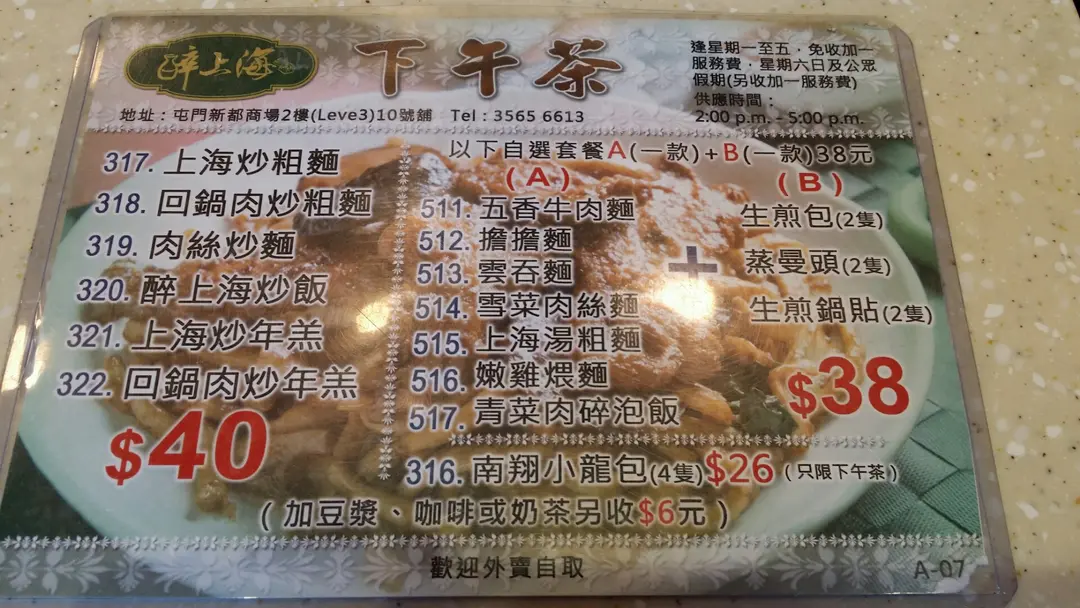 醉上海
下午茶
逢星期一至五,免收加一
服務費,星期六日及公眾
假期(另收加一服務費)
供應時間:
2:00 p.m. - 5:00 p.m.
地址:屯門新都商場2樓(Leve3)10號舖 Tel : 3565 6613
317. 上海炒粗麵
318. 回鍋肉炒粗麵
319. 肉絲炒麵
320. 醉上海炒飯
321. 上海炒年羔
322. 回鍋肉炒年羔
$40
以下自選套餐A(一款)+B(一款)38元
(A)
511. 五香牛肉麵
512. 擔擔麵
513. 雲吞麵
514. 雪菜肉絲麵
515. 上海湯粗麵
516. 嫩雞煨麵
517. 青菜肉碎泡飯
+
(B)
生煎包(2隻)
蒸曼頭(2隻)
生煎鍋貼(2隻)
$38
316. 南翔小龍包(4隻)$26 (只限下午茶)
(加豆漿、咖啡或奶茶另收$6元)
歡迎外賣自取
A-07